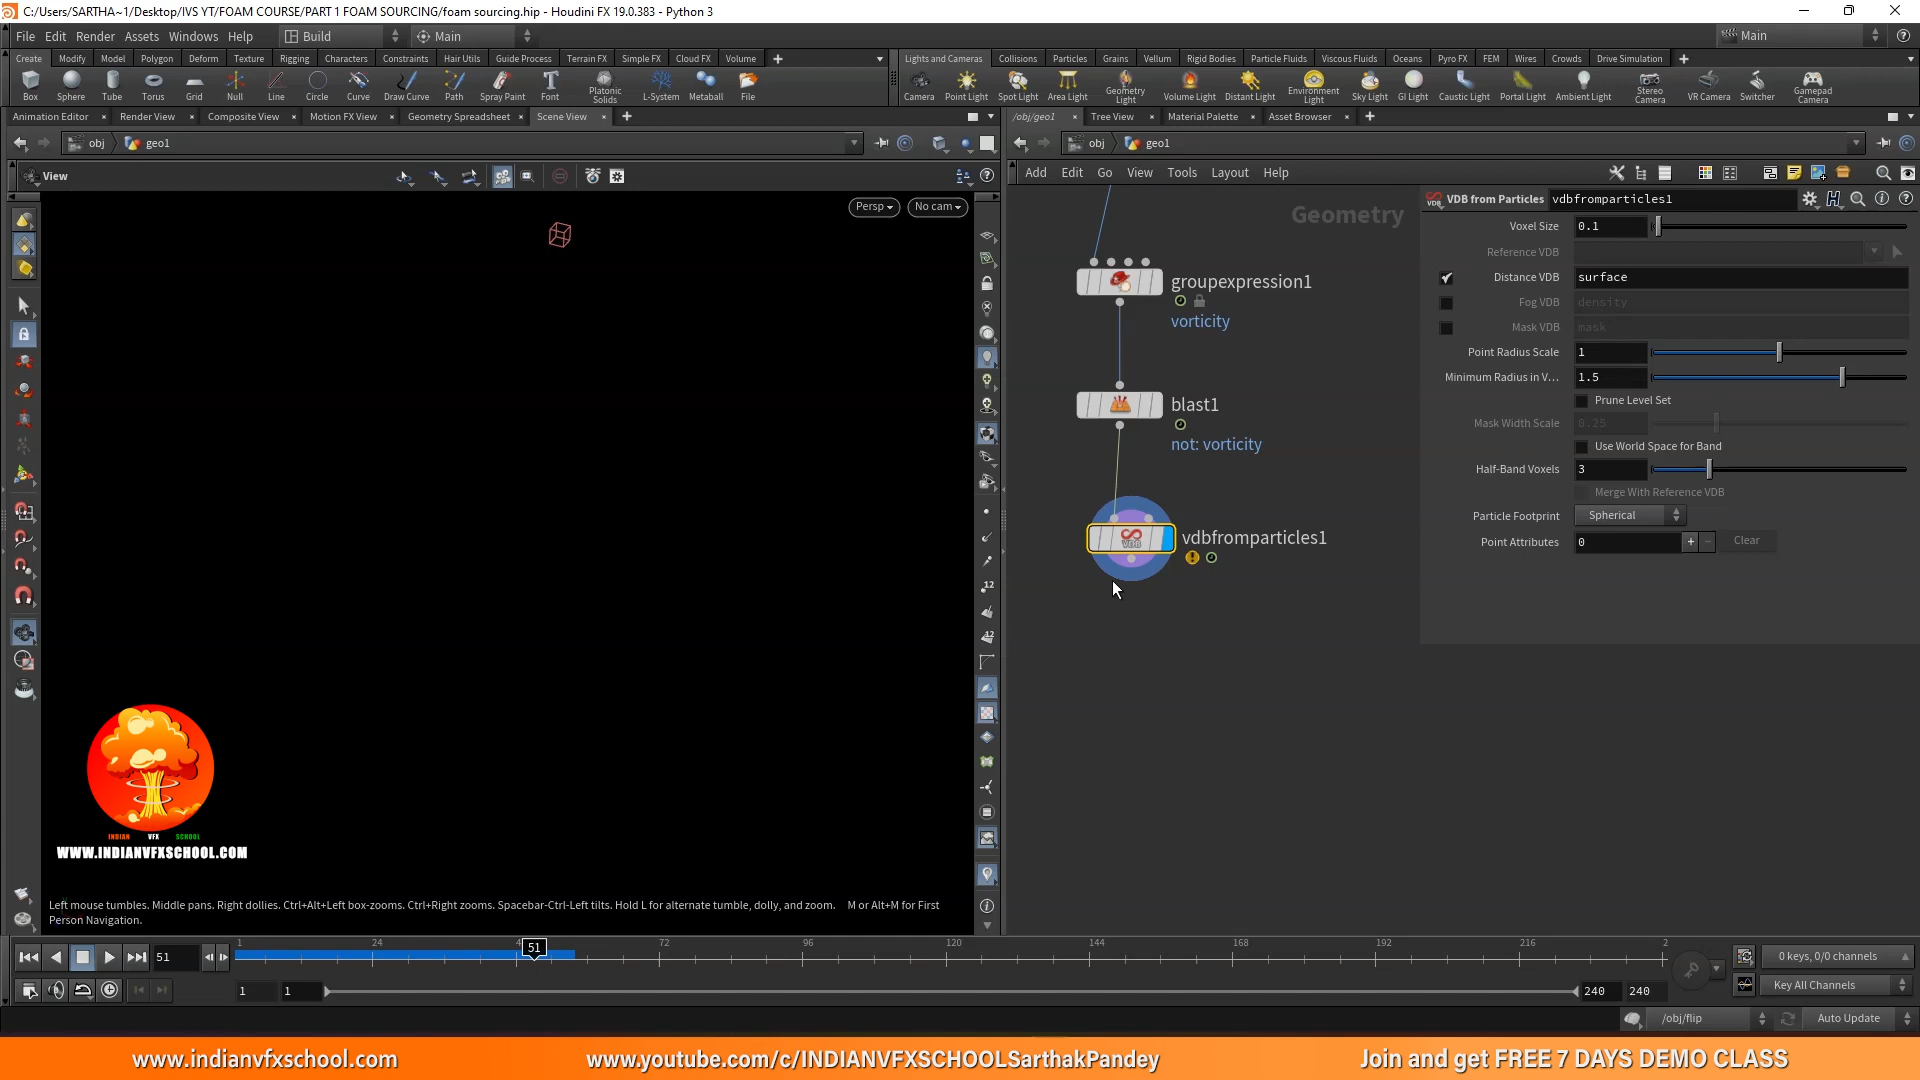 C:/Users/SARTHA~1/Desktop/IVS YT/FOAM COURSE/PART 1 FOAM SOURCING/foam sourcing.hip - Houdini FX 19.0.383 - Python 3
File Edit Render Assets Windows Help Build Main Main
Create Modify Model Polygon Deform Texture Rigging Characters Constraints Hair Utils Guide Process Terrain FX Simple FX Cloud FX Volume
Lights and Cameras Collisions Particles Grains Vellum Rigid Bodies Particle Fluids Viscous Fluids Oceans Pyro FX FEM Wires Crowds Drive Simulation
Box Sphere Tube Torus Grid Null Line Circle Curve Draw Curve Path Spray Paint Font Platonic Solids L-System Metaball File
Camera Point Light Spot Light Area Light Geometry Light Volume Light Distant Light Environment Light Sky Light GI Light Caustic Light Portal Light Ambient Light Stereo Camera VR Camera Switcher Gamepad Camera
Animation Editor Render View Composite View Motion FX View Geometry Spreadsheet Scene View
/obj/geo1 Tree View Material Palette Asset Browser
obj geo1
obj geo1
View
Add Edit Go View Tools Layout Help
Persp No cam
Geometry
groupexpression1
vorticity
blast1
not: vorticity
vdbfromparticles1
VDB
VDB from Particles vdbfromparticles1
Voxel Size 0.1
Reference VDB
Distance VDB surface
Fog VDB density
Mask VDB mask
Point Radius Scale 1
Minimum Radius in V... 1.5
Prune Level Set
Mask Width Scale 0.25
Use World Space for Band
Half-Band Voxels 3
Merge With Reference VDB
Particle Footprint Spherical
Point Attributes 0 + - Clear
12
12
INDIAN VFX SCHOOL
WWW.INDIANVFXSCHOOL.COM
Left mouse tumbles. Middle pans. Right dollies. Ctrl+Alt+Left box-zooms. Ctrl+Right zooms. Spacebar-Ctrl-Left tilts. Hold L for alternate tumble, dolly, and zoom. M or Alt+M for First
Person Navigation.
1 24 4 51 72 96 120 144 168 192 216 2
51
0 keys, 0/0 channels
1 1 240 240
Key All Channels
/obj/flip Auto Update
www.indianvfxschool.com
www.youtube.com/c/INDIANVFXSCHOOLSarthakPandey
Join and get FREE 7 DAYS DEMO CLASS